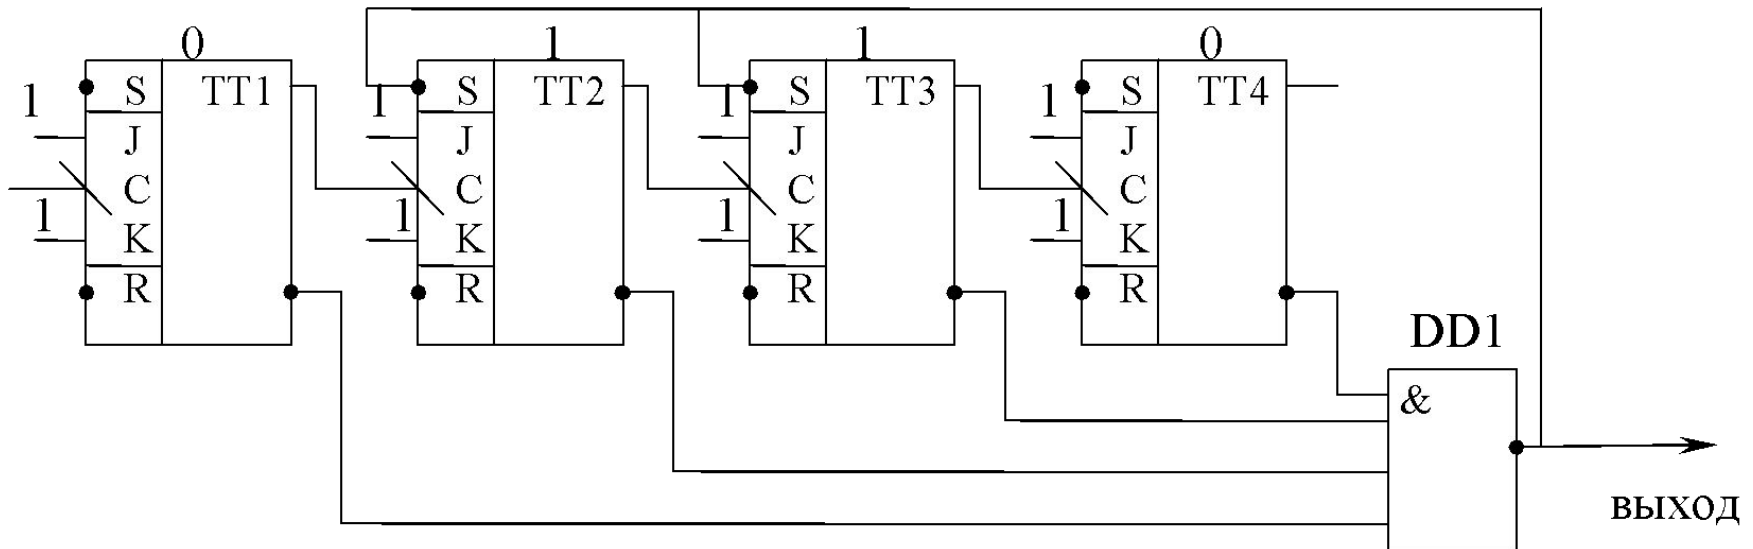 0 1 1 0
S TT1 S TT2 S TT3 S TT4
1 1 1 1
J J J J
C C C C
1 1 1 1
K K K K
R R R R
DD1
&
выход